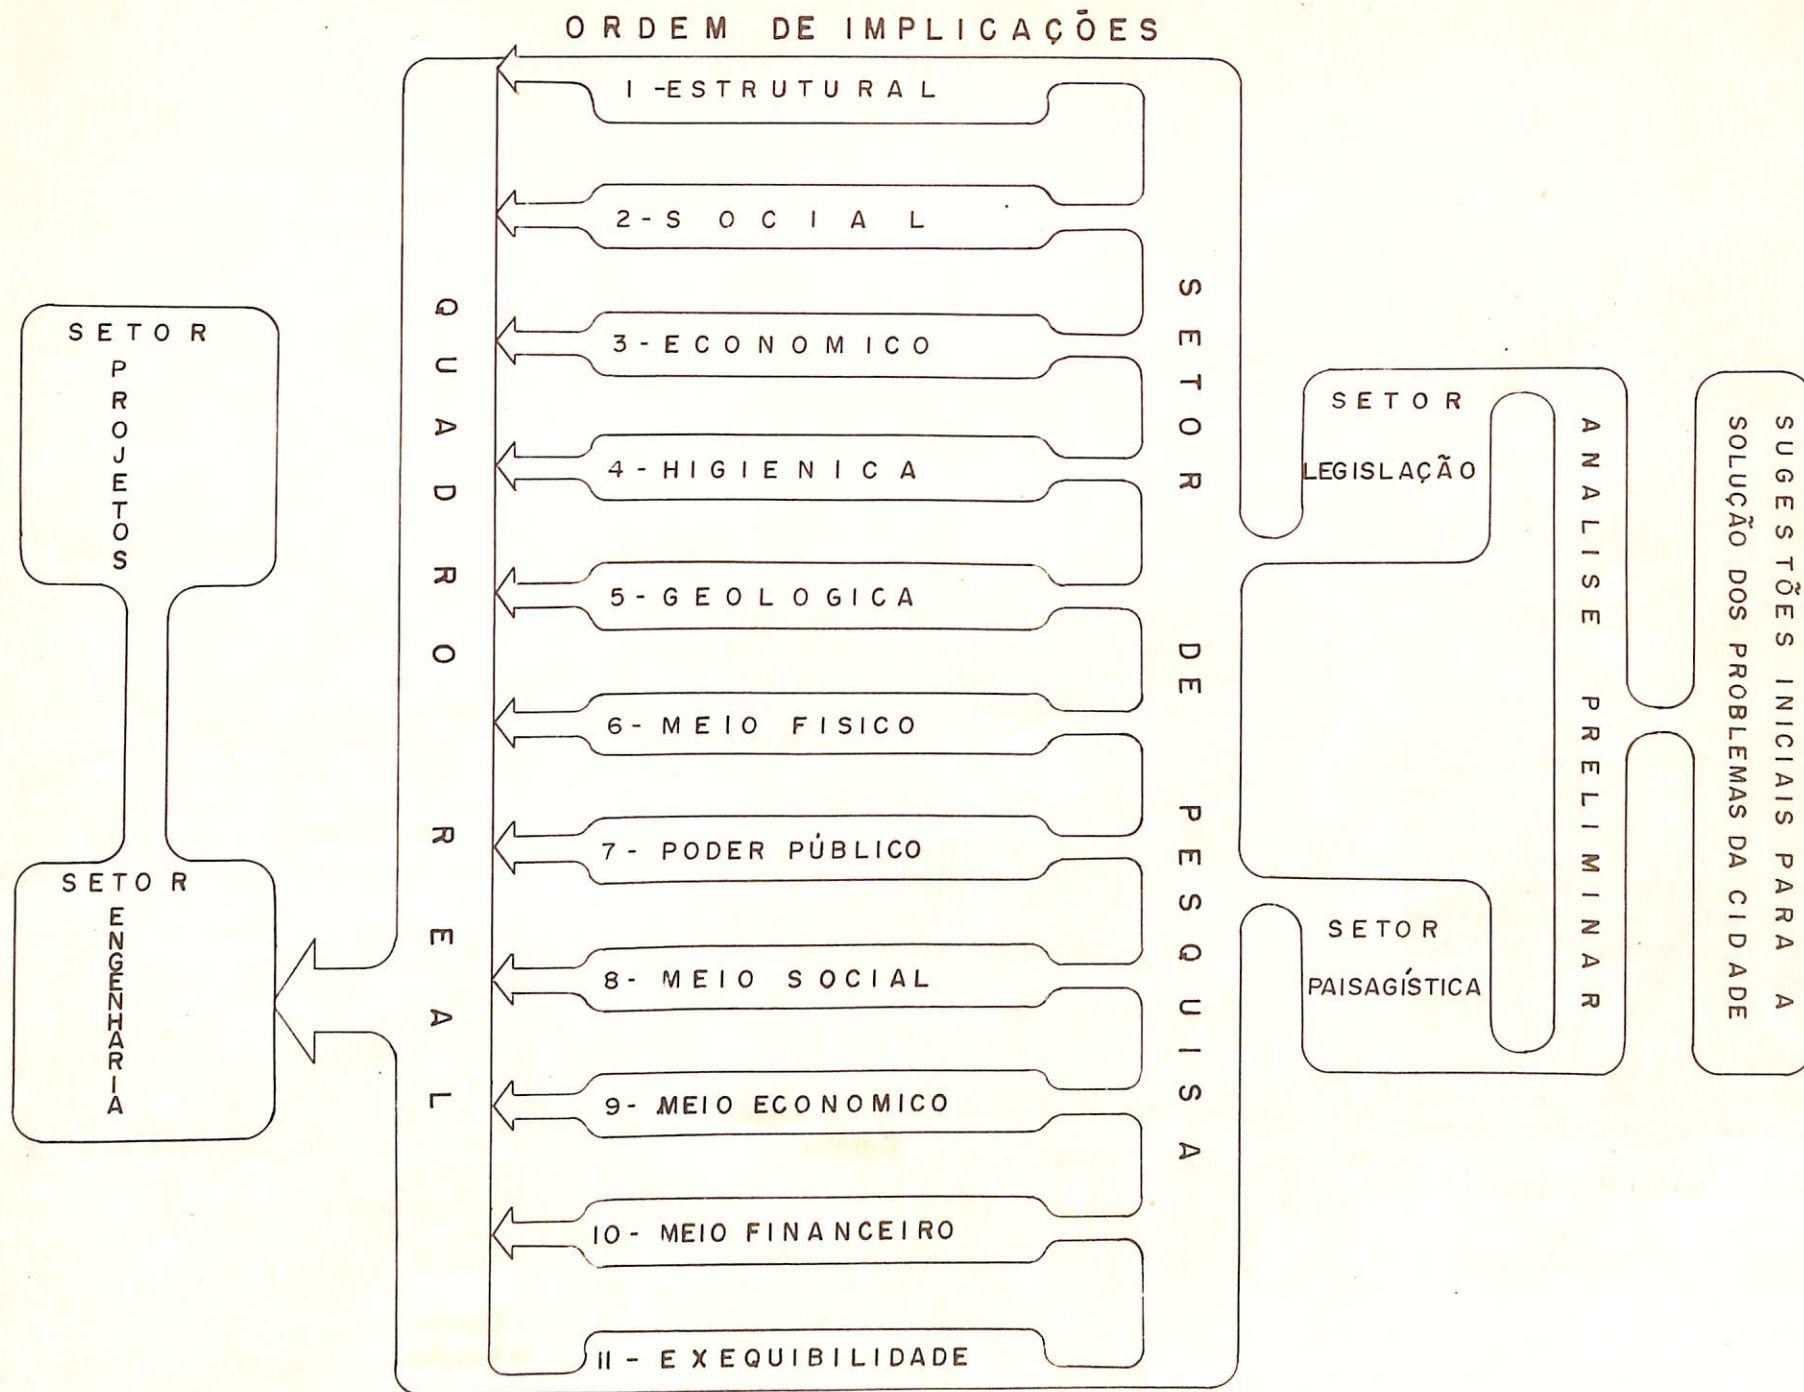 ORDEM DE IMPLICAÇÕES
SETOR
PROJETOS
SETOR
ENGENHARIA
QUADRO REAL
1 - ESTRUTURAL
2 - SOCIAL
3 - ECONOMICO
4 - HIGIENICA
5 - GEOLOGICA
6 - MEIO FISICO
7 - PODER PÚBLICO
8 - MEIO SOCIAL
9 - MEIO ECONOMICO
10 - MEIO FINANCEIRO
11 - EXEQUIBILIDADE
SETOR DE PESQUISA
SETOR
LEGISLAÇÃO
SETOR
PAISAGÍSTICA
ANALISE PRELIMINAR
SUGESTÕES INICIAIS PARA A
SOLUÇÃO DOS PROBLEMAS DA CIDADE